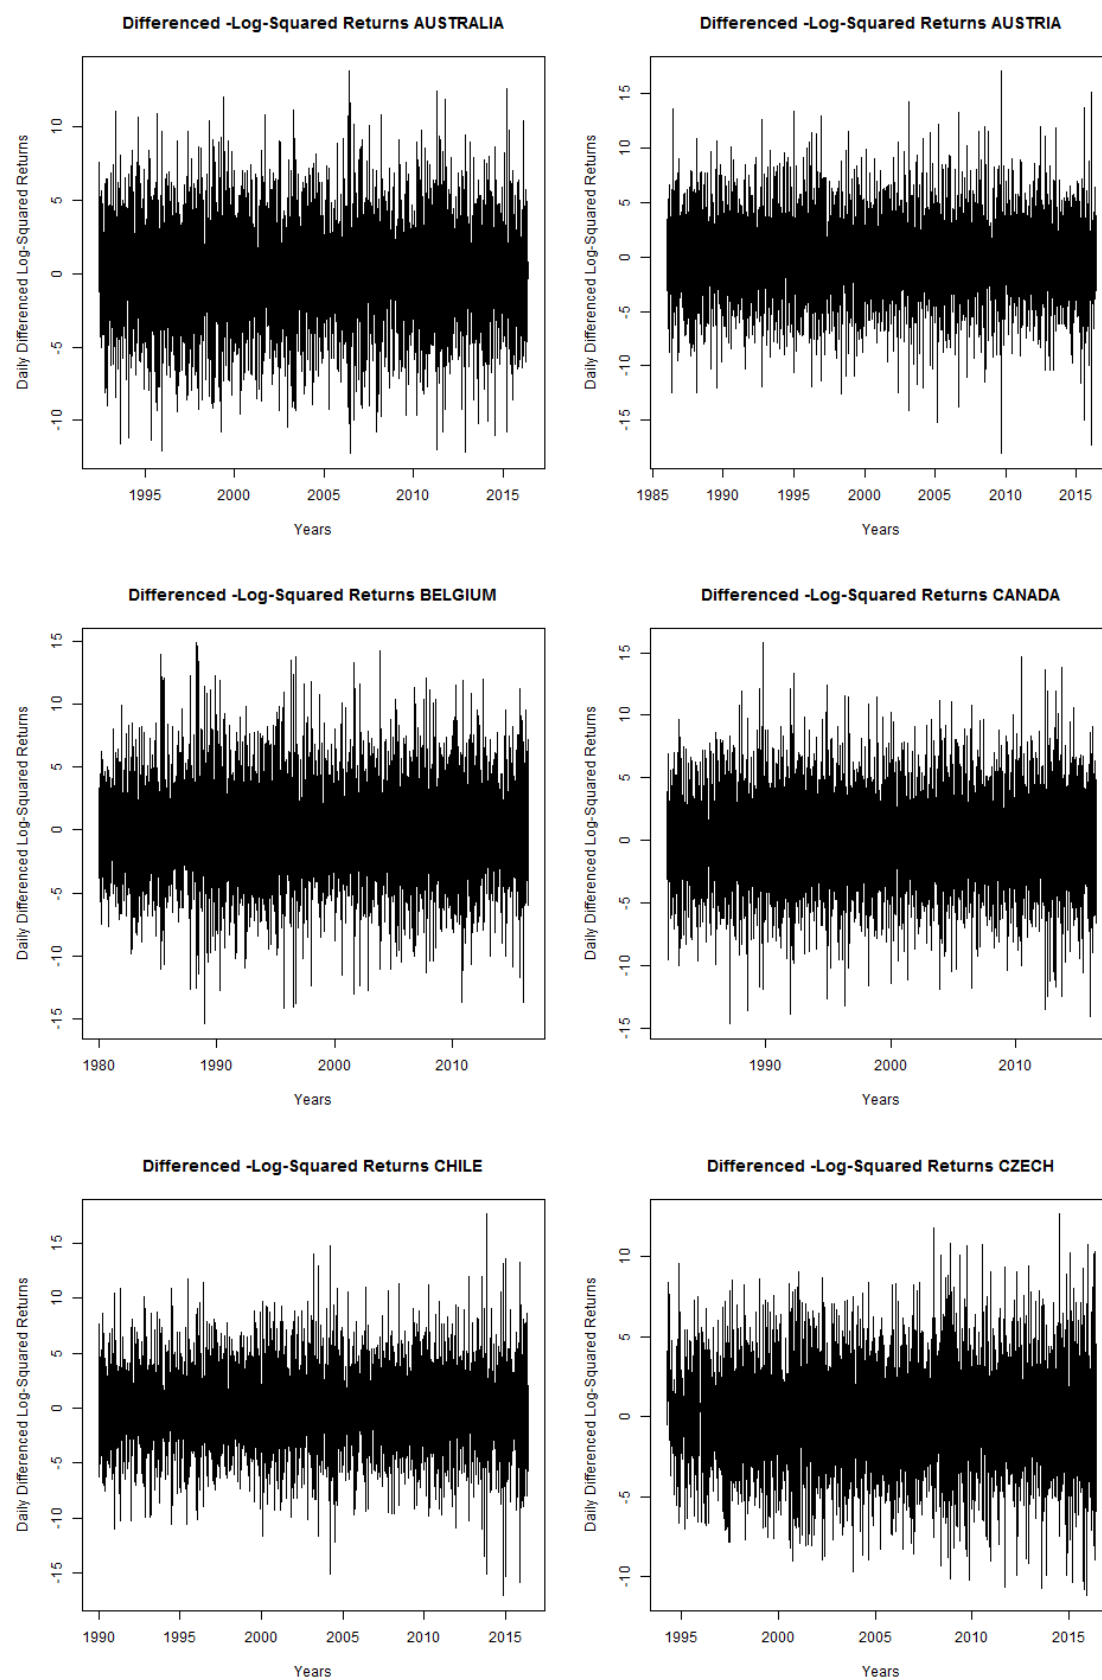 Differenced -Log-Squared Returns AUSTRALIA
Daily Differenced Log-Squared Returns
10
5
0
-5
-10
1995 2000 2005 2010 2015
Years
Differenced -Log-Squared Returns AUSTRIA
Daily Differenced Log-Squared Returns
15
10
5
0
-5
-10
-15
1985 1990 1995 2000 2005 2010 2015
Years
Differenced -Log-Squared Returns BELGIUM
Daily Differenced Log-Squared Returns
15
10
5
0
-5
-10
-15
1980 1990 2000 2010
Years
Differenced -Log-Squared Returns CANADA
Daily Differenced Log-Squared Returns
15
10
5
0
-5
-10
-15
1990 2000 2010
Years
Differenced -Log-Squared Returns CHILE
Daily Differenced Log-Squared Returns
15
10
5
0
-5
-10
-15
1990 1995 2000 2005 2010 2015
Years
Differenced -Log-Squared Returns CZECH
Daily Differenced Log-Squared Returns
10
5
0
-5
-10
1995 2000 2005 2010 2015
Years